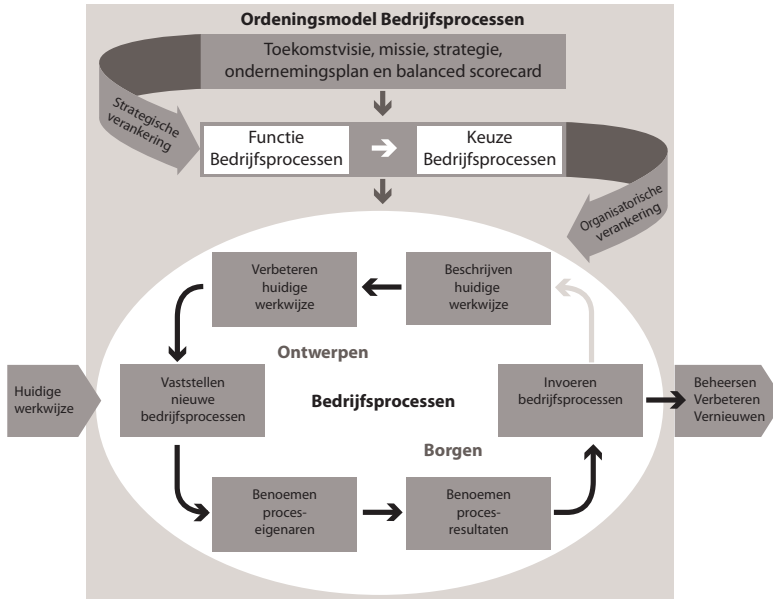 Ordeningsmodel Bedrijfsprocessen
Toekomstvisie, missie, strategie,
ondernemingsplan en balanced scorecard
Strategische
verankering
Functie
Bedrijfsprocessen
Keuze
Bedrijfsprocessen
Organisatorische
verankering
Verbeteren
huidige
werkwijze
Beschrijven
huidige
werkwijze
Ontwerpen
Huidige
werkwijze
Vaststellen
nieuwe
bedrijfsprocessen
Bedrijfsprocessen
Invoeren
bedrijfsprocessen
Beheersen
Verbeteren
Vernieuwen
Borgen
Benoemen
proces-
eigenaren
Benoemen
proces-
resultaten